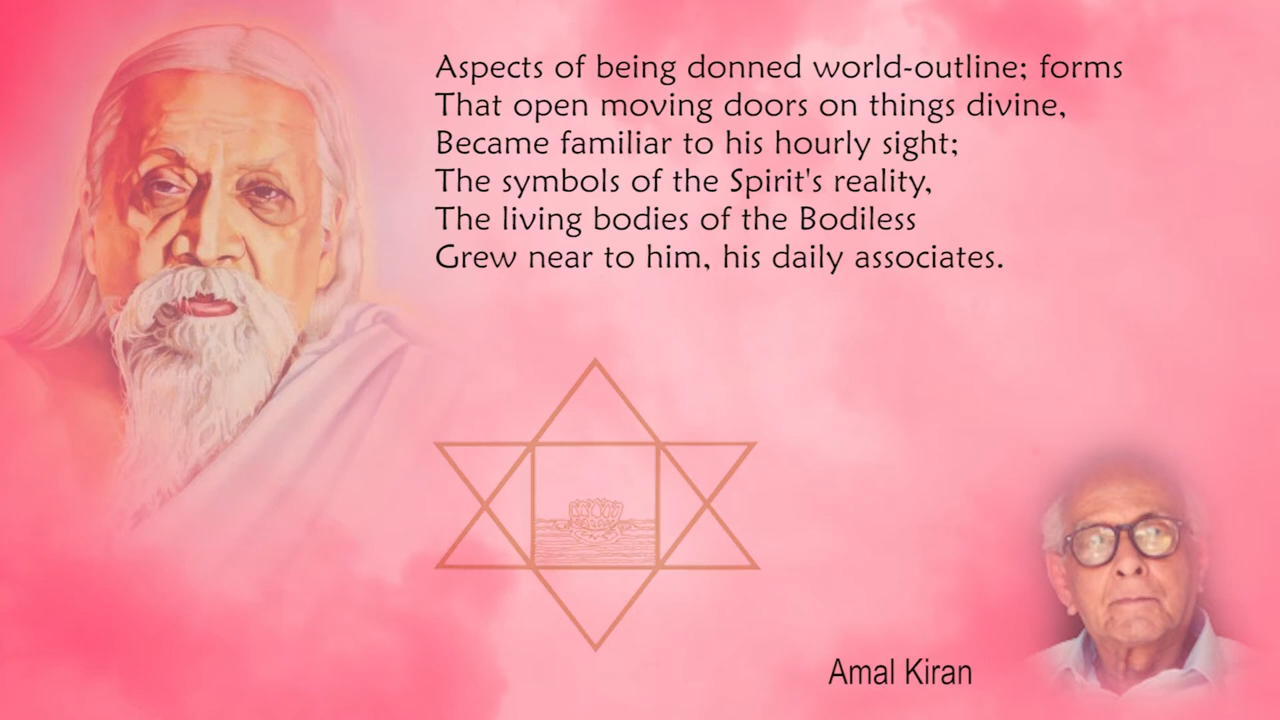 Aspects of being donned world-outline; forms
That open moving doors on things divine,
Became familiar to his hourly sight;
The symbols of the Spirit's reality,
The living bodies of the Bodiless
Grew near to him, his daily associates.
Amal Kiran